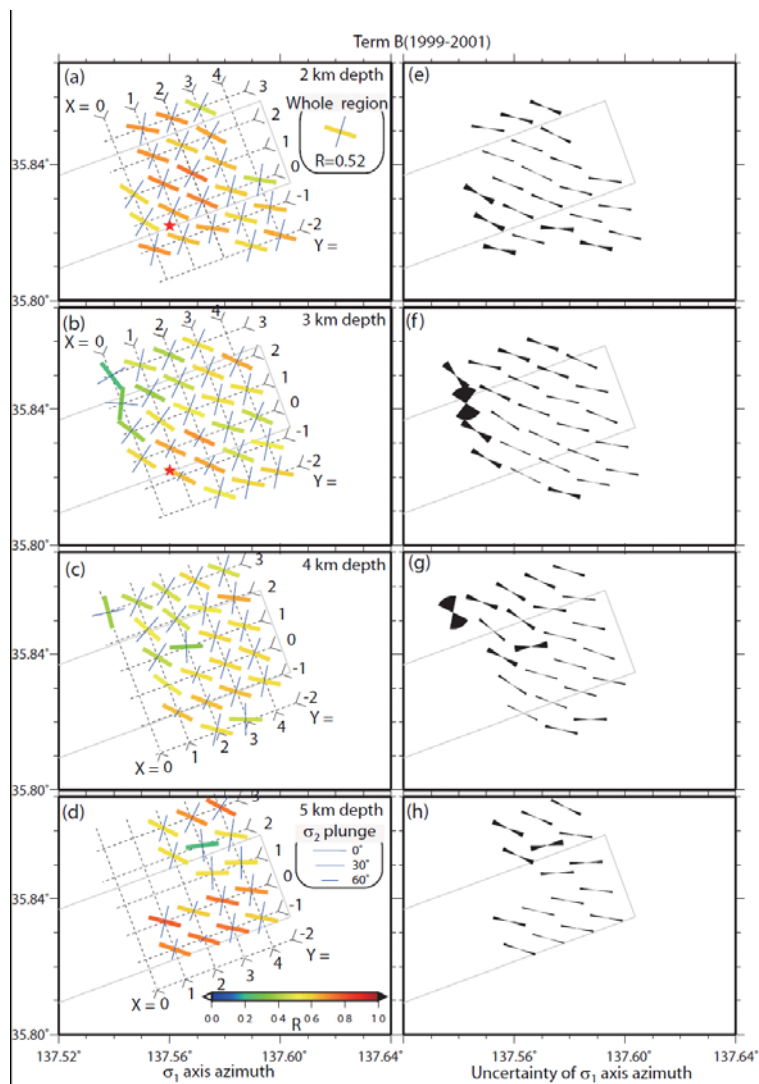 Term B(1999-2001)
(a)
2 km depth
X = 0
1
2
3
4
3
2
1
0
-1
-2
Y =
Whole region
R=0.52
(e)
35.84
35.80
(b)
3 km depth
X = 0
1
2
3
4
3
2
1
0
-1
-2
Y =
(f)
35.84
35.80
(c)
4 km depth
3
2
1
0
-1
-2
Y =
X = 0
1
2
3
4
(g)
35.84
35.80
(d)
5 km depth
3
2
1
0
-1
-2
Y =
X = 0
1
2
3
4
σ2 plunge
0°
30°
60°
0.0 0.2 0.4 0.6 0.8 1.0
R
(h)
35.84
35.80
137.52° 137.56° 137.60° 137.64°
137.56° 137.60° 137.64°
σ1 axis azimuth
Uncertainty of σ1 axis azimuth